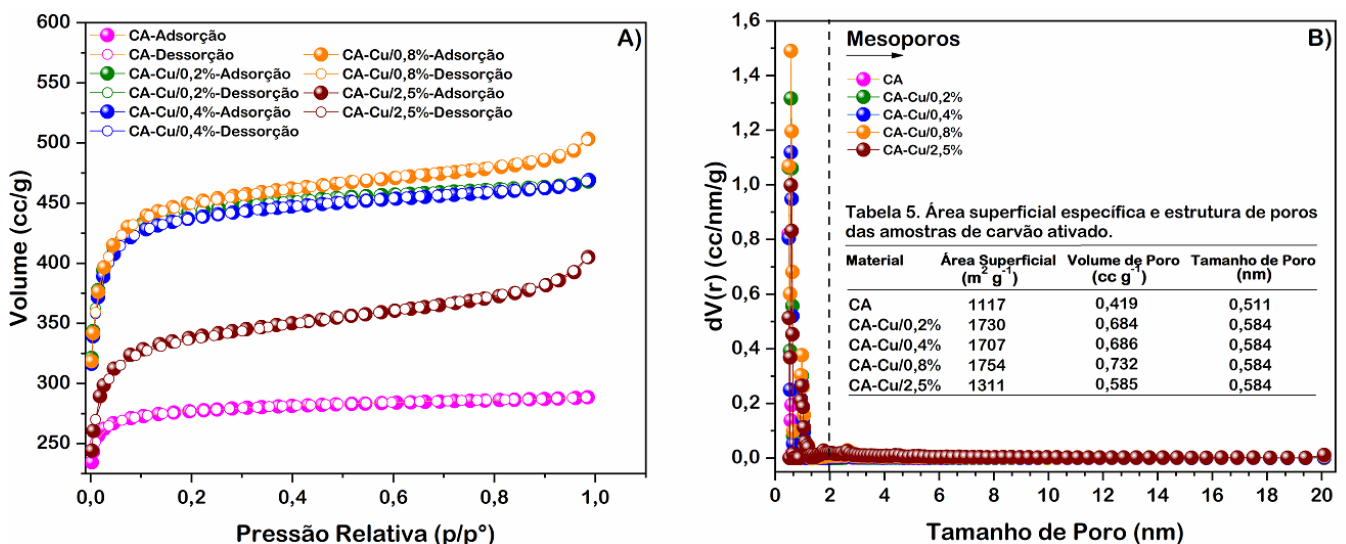 A)
CA-Adsorção
CA-Dessorção
CA-Cu/0,2%-Adsorção
CA-Cu/0,2%-Dessorção
CA-Cu/0,4%-Adsorção
CA-Cu/0,4%-Dessorção
CA-Cu/0,8%-Adsorção
CA-Cu/0,8%-Dessorção
CA-Cu/2,5%-Adsorção
CA-Cu/2,5%-Dessorção
Volume (cc/g)
600
550
500
450
400
350
300
250
0,0 0,2 0,4 0,6 0,8 1,0
Pressão Relativa (p/p°)
B)
Mesoporos
CA
CA-Cu/0,2%
CA-Cu/0,4%
CA-Cu/0,8%
CA-Cu/2,5%
Tabela 5. Área superficial específica e estrutura de poros
das amostras de carvão ativado.
Material Área Superficial Volume de Poro Tamanho de Poro
(m² g⁻¹) (cc g⁻¹) (nm)
CA 1117 0,419 0,511
CA-Cu/0,2% 1730 0,684 0,584
CA-Cu/0,4% 1707 0,686 0,584
CA-Cu/0,8% 1754 0,732 0,584
CA-Cu/2,5% 1311 0,585 0,584
dV(r) (cc/nm/g)
1,6
1,4
1,2
1,0
0,8
0,6
0,4
0,2
0,0
0 2 4 6 8 10 12 14 16 18 20
Tamanho de Poro (nm)